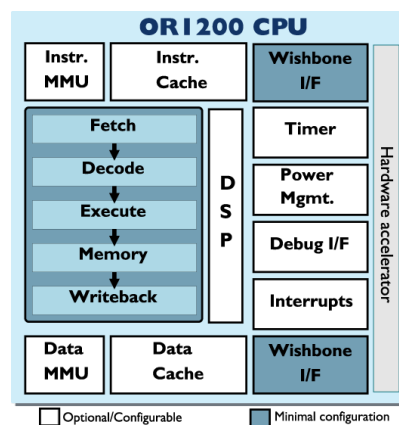 OR1200 CPU
Instr.
MMU
Instr.
Cache
Wishbone
I/F
Fetch
Decode
Execute
Memory
Writeback
D
S
P
Timer
Power
Mgmt.
Debug I/F
Interrupts
Hardware accelerator
Data
MMU
Data
Cache
Wishbone
I/F
Optional/Configurable
Minimal configuration